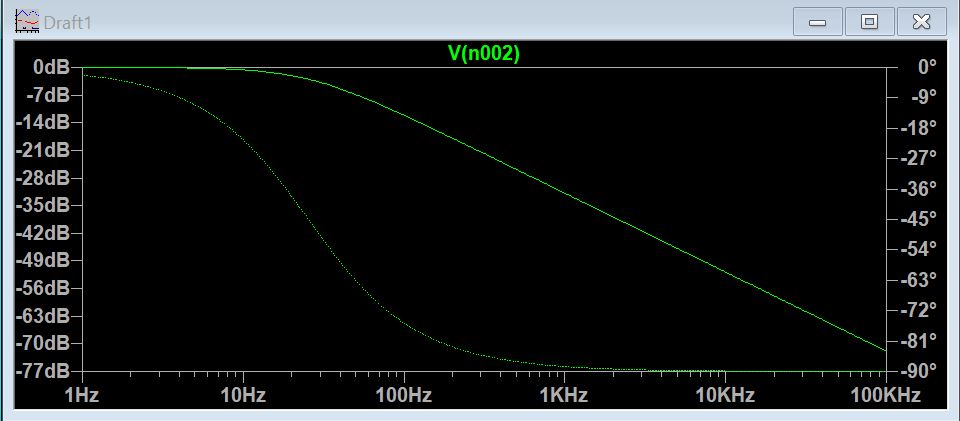 Draft1
V(n002)
0dB 0°
-7dB -9°
-14dB -18°
-21dB -27°
-28dB -36°
-35dB -45°
-42dB -54°
-49dB -63°
-56dB -72°
-63dB -81°
-70dB
-77dB -90°
1Hz 10Hz 100Hz 1KHz 10KHz 100KHz